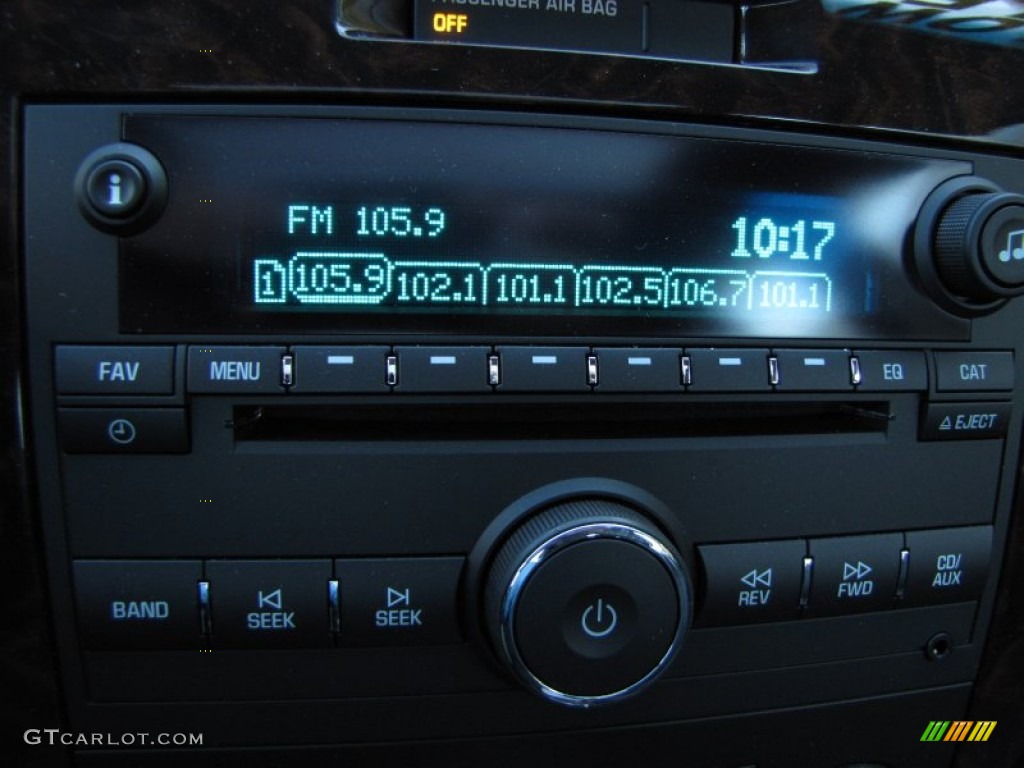 PASSENGER AIR BAG
OFF
i
FM 105.9 10:17
1 105.9 102.1 101.1 102.5 106.7 101.1
FAV MENU EQ CAT
EJECT
BAND SEEK SEEK REV FWD CD/
AUX
GTCARLOT.COM